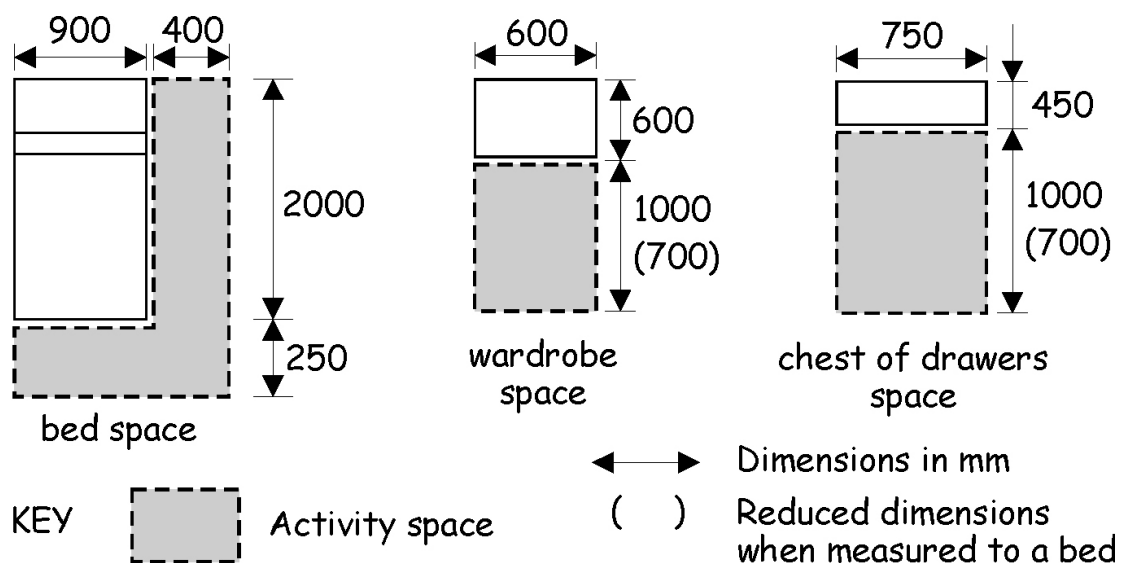 900 400
2000
250
bed space
600
600
1000
(700)
wardrobe
space
750
450
1000
(700)
chest of drawers
space
KEY
Activity space
Dimensions in mm
( ) Reduced dimensions
when measured to a bed